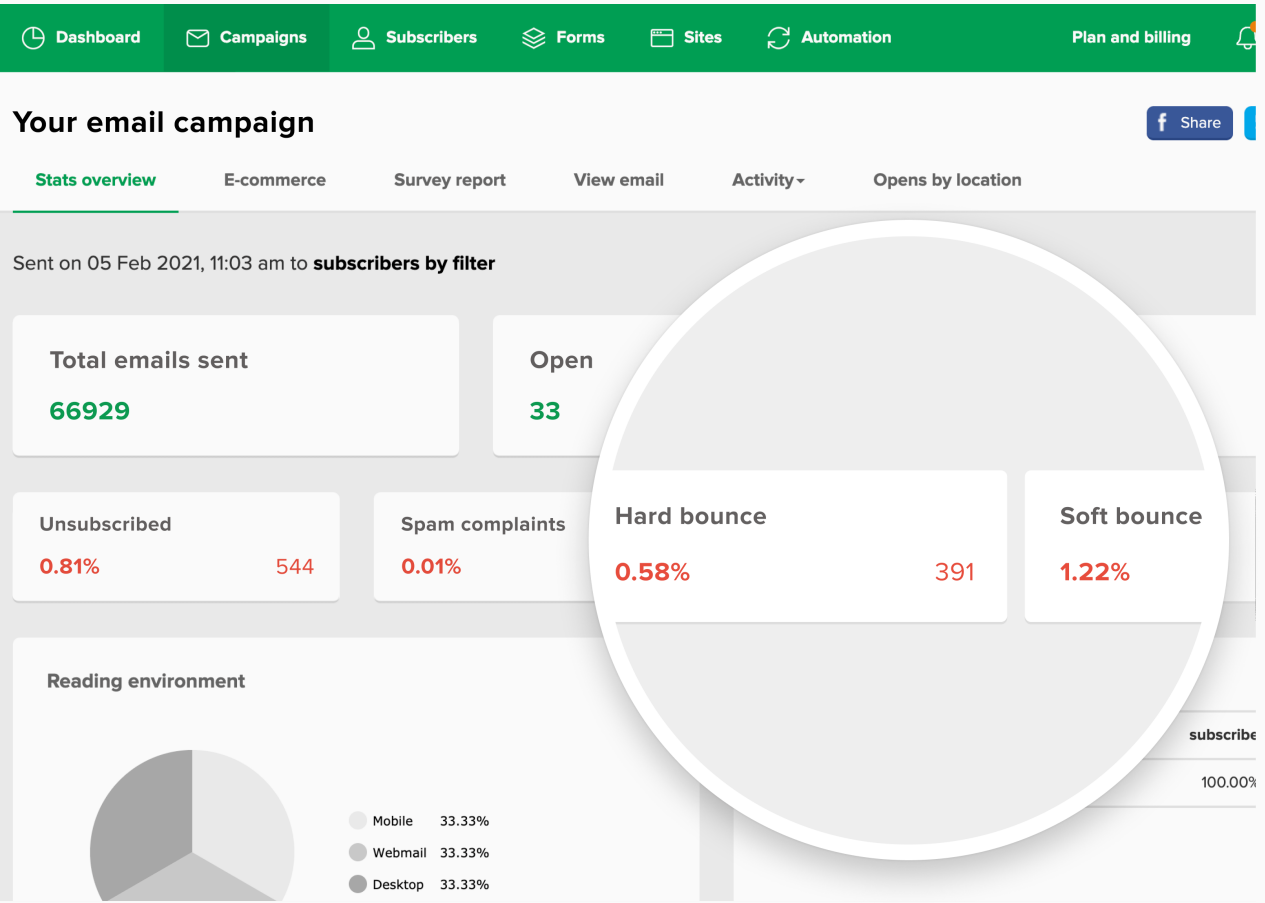 Dashboard Campaigns Subscribers Forms Sites Automation Plan and billing
Your email campaign
f Share
Stats overview E-commerce Survey report View email Activity Opens by location
Sent on 05 Feb 2021, 11:03 am to subscribers by filter
Total emails sent
66929
Open
33
Unsubscribed
0.81% 544
Spam complaints
0.01%
Hard bounce
0.58% 391
Soft bounce
1.22%
Reading environment
Mobile 33.33%
Webmail 33.33%
Desktop 33.33%
subscribe
100.00%